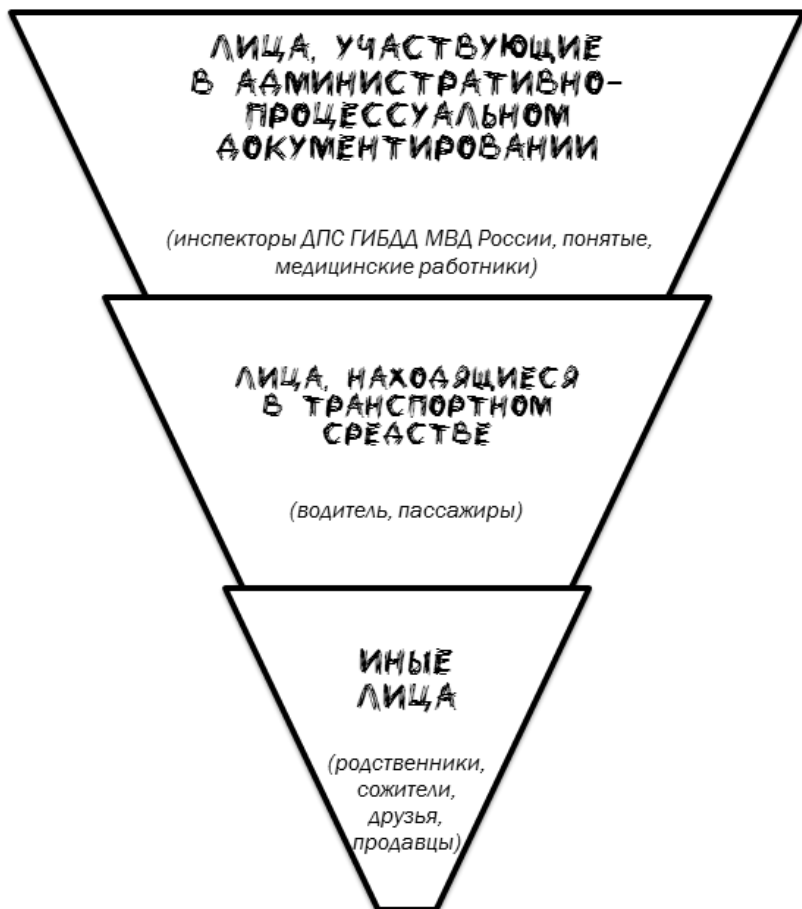 ЛИЦА, УЧАСТВУЮЩИЕ
В АДМИНИСТРАТИВНО-
ПРОЦЕССУАЛЬНОМ
ДОКУМЕНТИРОВАНИИ
(инспекторы ДПС ГИБДД МВД России, понятые,
медицинские работники)
ЛИЦА, НАХОДЯЩИЕСЯ
В ТРАНСПОРТНОМ
СРЕДСТВЕ
(водитель, пассажиры)
ИНЫЕ
ЛИЦА
(родственники,
сожители,
друзья,
продавцы)